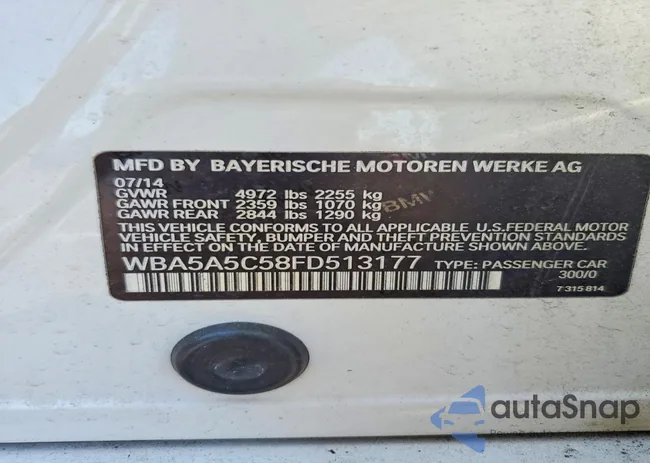 MFD BY BAYERISCHE MOTOREN WERKE AG
07/14
GVWR 4972 lbs 2255 kg
GAWR FRONT 2359 lbs 1070 kg
GAWR REAR 2844 lbs 1290 kg
THIS VEHICLE CONFORMS TO ALL APPLICABLE U.S.FEDERAL MOTOR
VEHICLE SAFETY, BUMPER AND THEFT PREVENTION STANDARDS
IN EFFECT ON THE DATE OF MANUFACTURE SHOWN ABOVE.
WBA5A5C58FD513177 TYPE: PASSENGER CAR
300/0
7 315 814
autoSnap